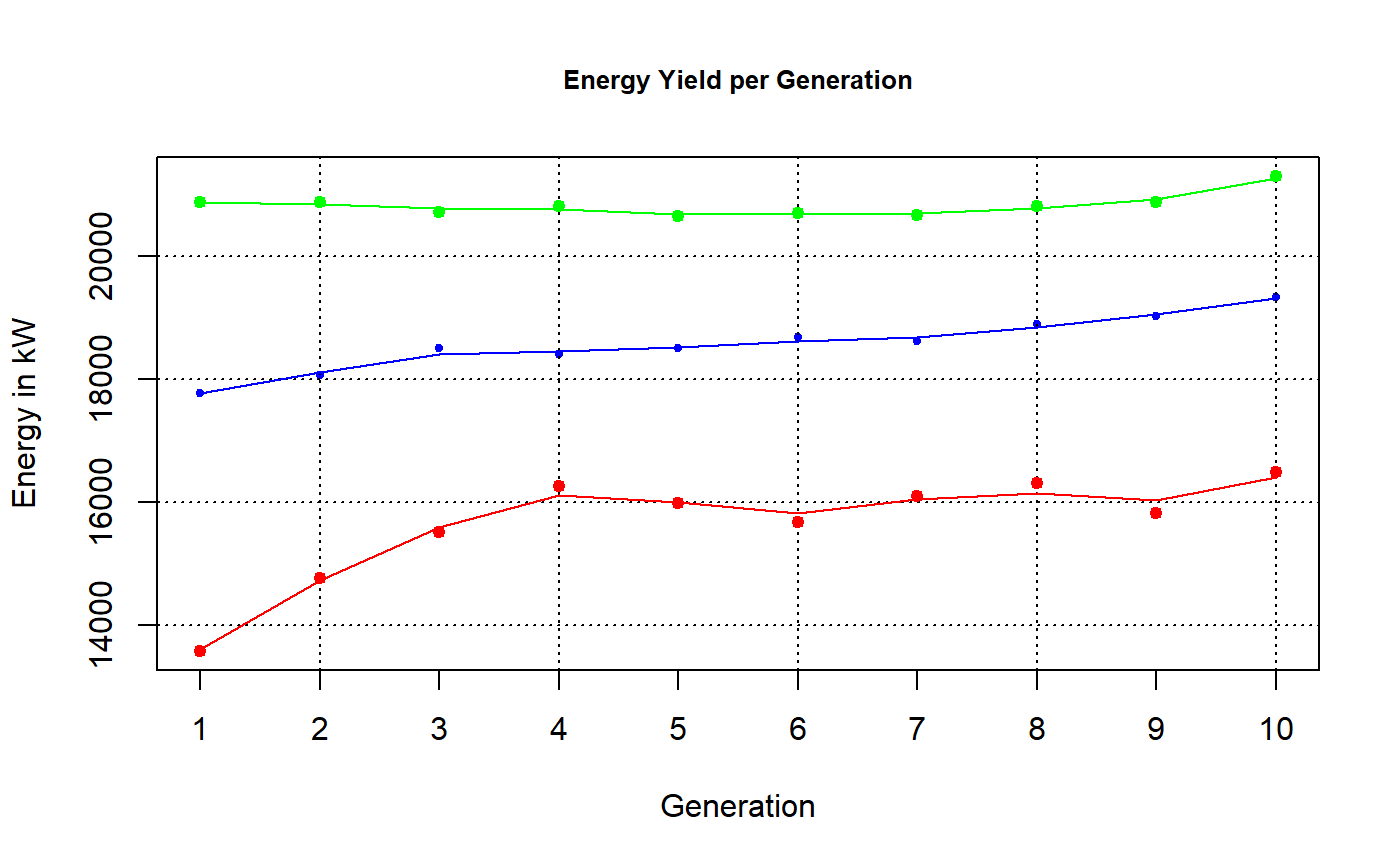 Energy Yield per Generation
Energy in kW
20000
18000
16000
14000
1 2 3 4 5 6 7 8 9 10
Generation